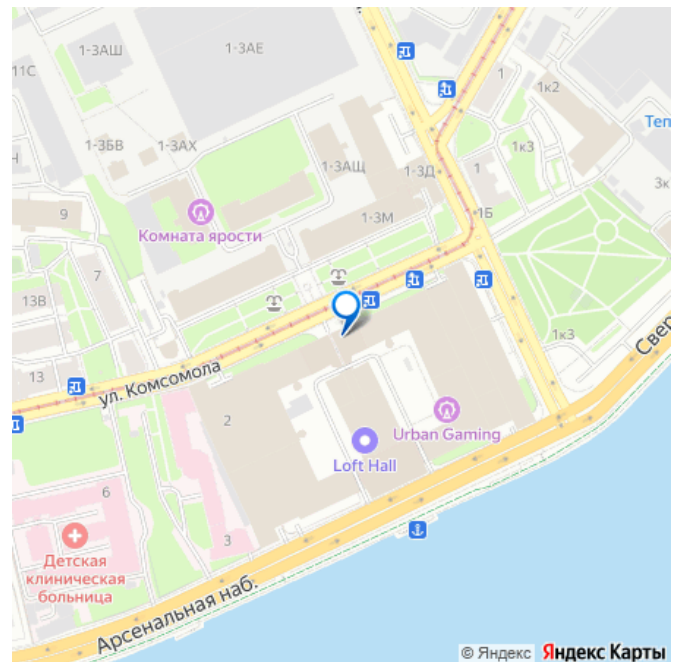 1-3АШ
1-3АЕ
11С
1
1к2
Теп
1-3БВ
1-3АХ
1-3АЩ
1-3Д
1
1к3
3к
9
Комната ярости
1-3М
1Б
7
13В
13
ул. Комсомола
1к3
Свер
2
Urban Gaming
Loft Hall
6
3
Детская
клиническая
больница
Арсенальная наб.
© Яндекс Яндекс Карты